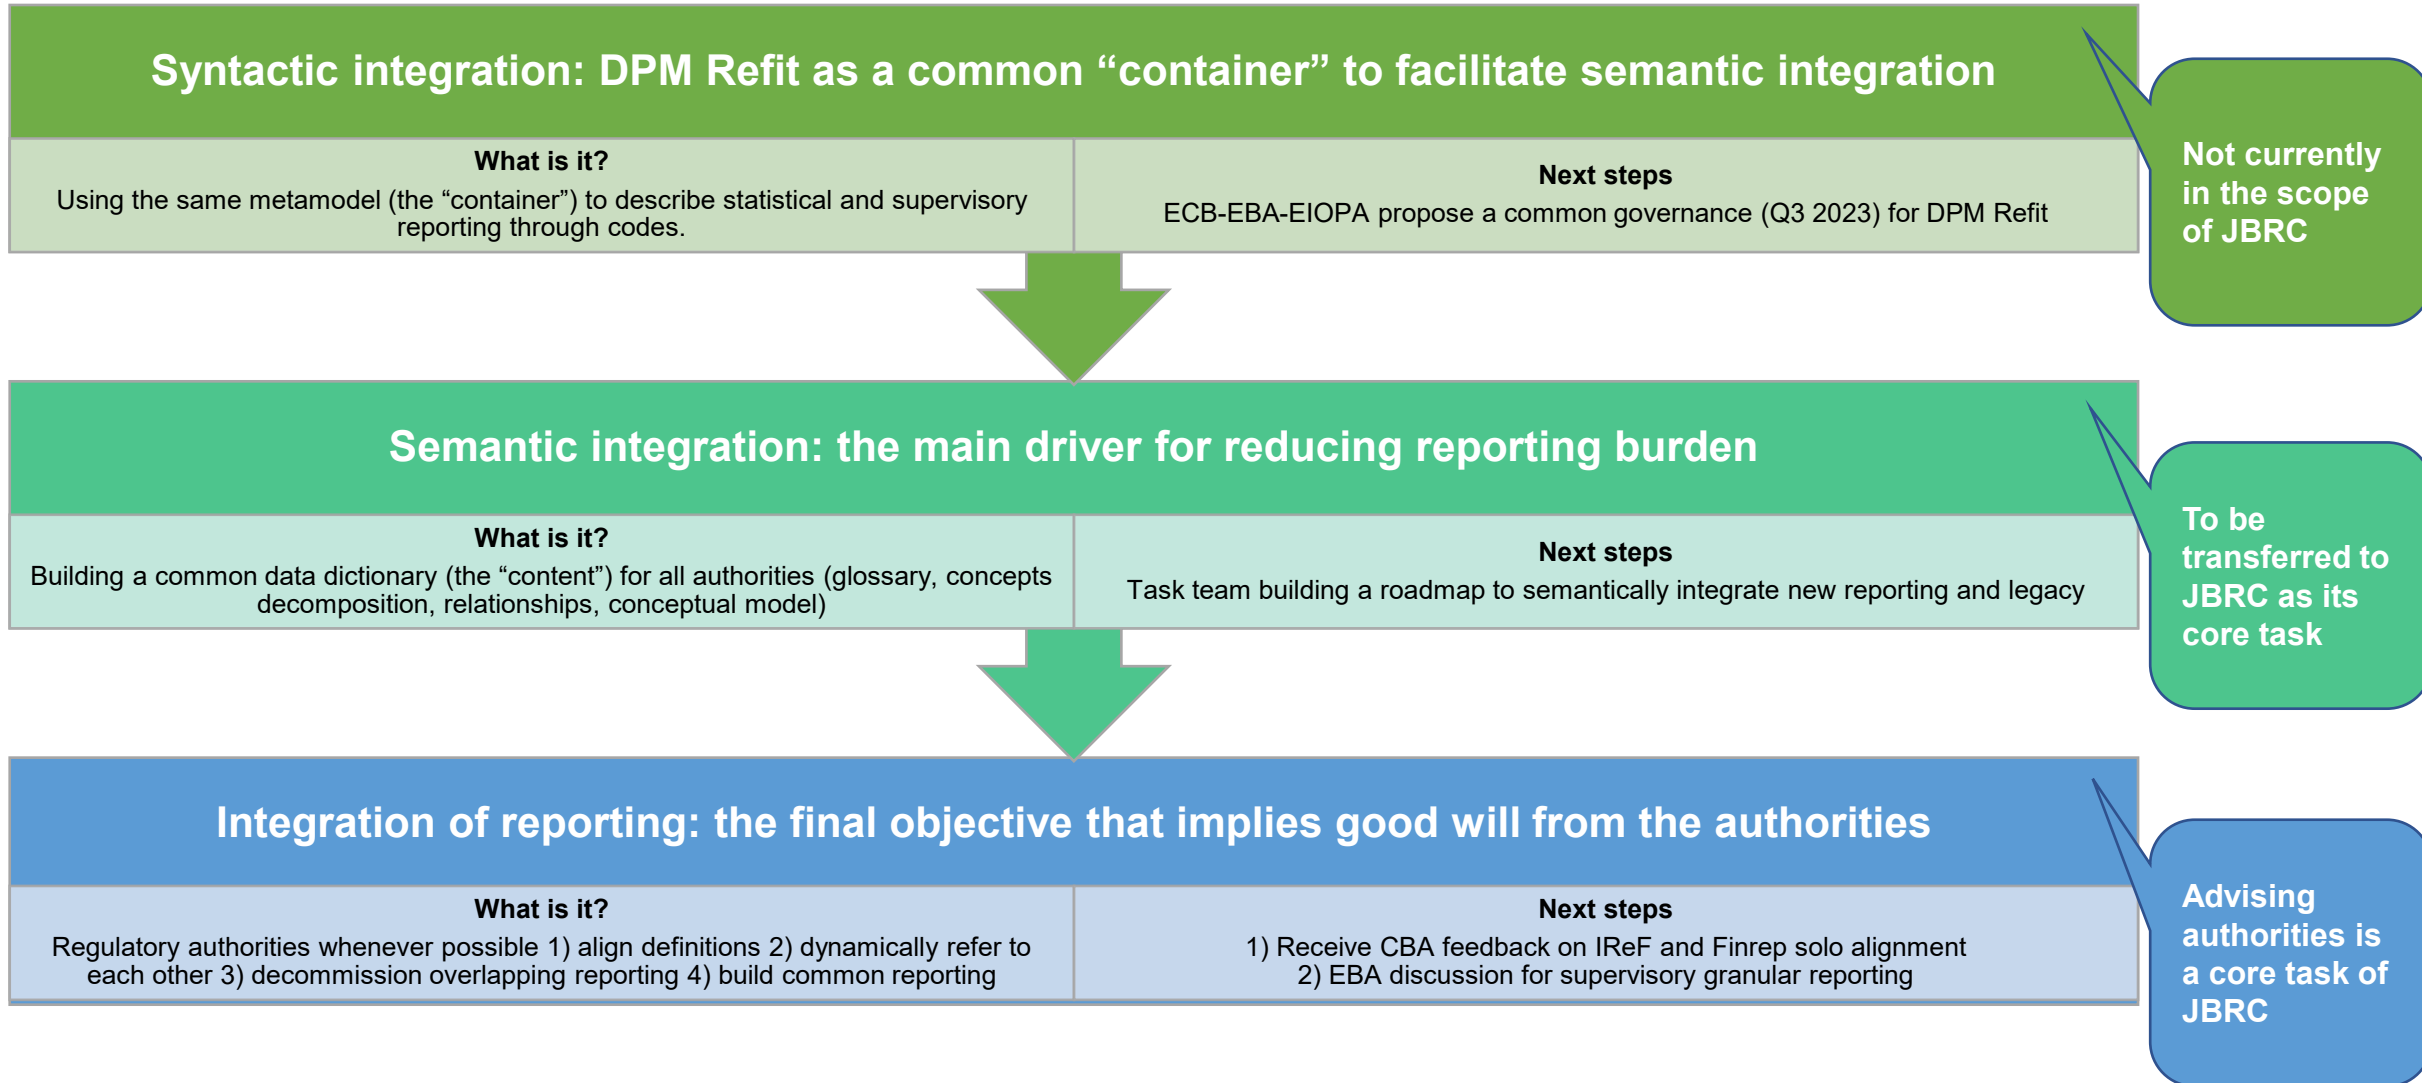 Syntactic integration: DPM Refit as a common “container” to facilitate semantic integration
What is it?
Using the same metamodel (the “container”) to describe statistical and supervisory
reporting through codes.
Next steps
ECB-EBA-EIOPA propose a common governance (Q3 2023) for DPM Refit
Not currently
in the scope
of JBRC
Semantic integration: the main driver for reducing reporting burden
What is it?
Building a common data dictionary (the “content”) for all authorities (glossary, concepts
decomposition, relationships, conceptual model)
Next steps
Task team building a roadmap to semantically integrate new reporting and legacy
To be
transferred to
JBRC as its
core task
Integration of reporting: the final objective that implies good will from the authorities
What is it?
Regulatory authorities whenever possible 1) align definitions 2) dynamically refer to
each other 3) decommission overlapping reporting 4) build common reporting
Next steps
1) Receive CBA feedback on IReF and Finrep solo alignment
2) EBA discussion for supervisory granular reporting
Advising
authorities is
a core task of
JBRC